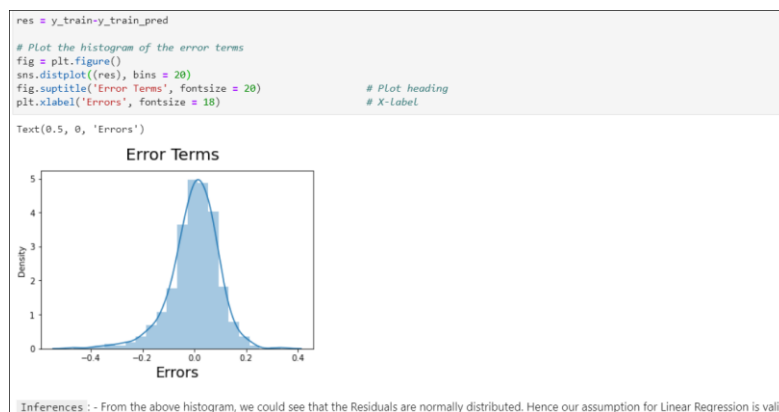 res = y_train-y_train_pred
# Plot the histogram of the error terms
fig = plt.figure()
sns.distplot((res), bins = 20)
fig.suptitle('Error Terms', fontsize = 20) # Plot heading
plt.xlabel('Errors', fontsize = 18) # X-label
Text(0.5, 0, 'Errors')
Error Terms
5
4
3
2
1
0
Density
−0.4 −0.2 0.0 0.2 0.4
Errors
Inferences : - From the above histogram, we could see that the Residuals are normally distributed. Hence our assumption for Linear Regression is vali